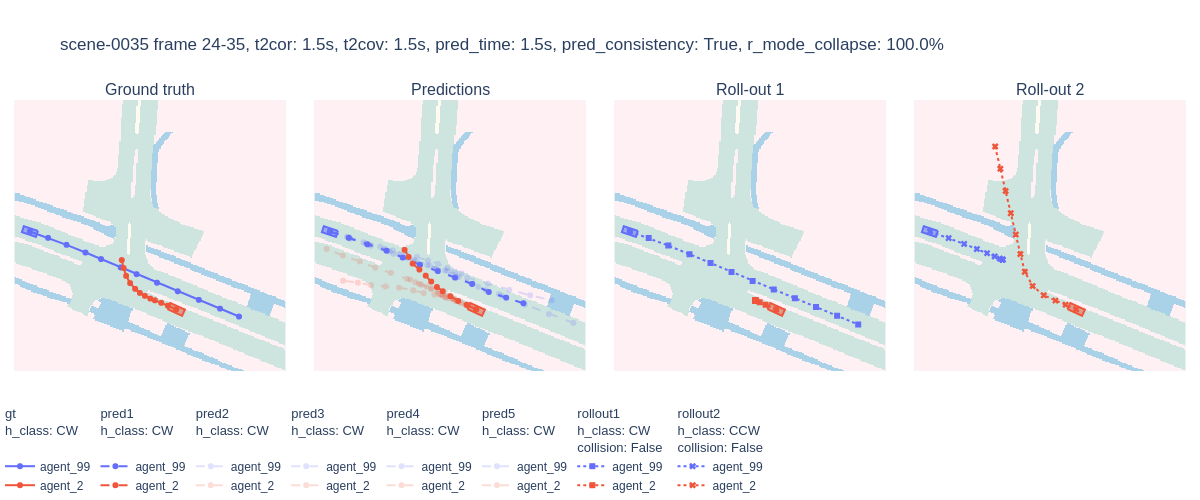 scene-0035 frame 24-35, t2cor: 1.5s, t2cov: 1.5s, pred_time: 1.5s, pred_consistency: True, r_mode_collapse: 100.0%
Ground truth Predictions Roll-out 1 Roll-out 2
gt pred1 pred2 pred3 pred4 pred5 rollout1 rollout2
h_class: CW h_class: CW h_class: CW h_class: CW h_class: CW h_class: CW h_class: CW h_class: CCW
collision: False collision: False
agent_99 agent_99 agent_99 agent_99 agent_99 agent_99 agent_99 agent_99
agent_2 agent_2 agent_2 agent_2 agent_2 agent_2 agent_2 agent_2